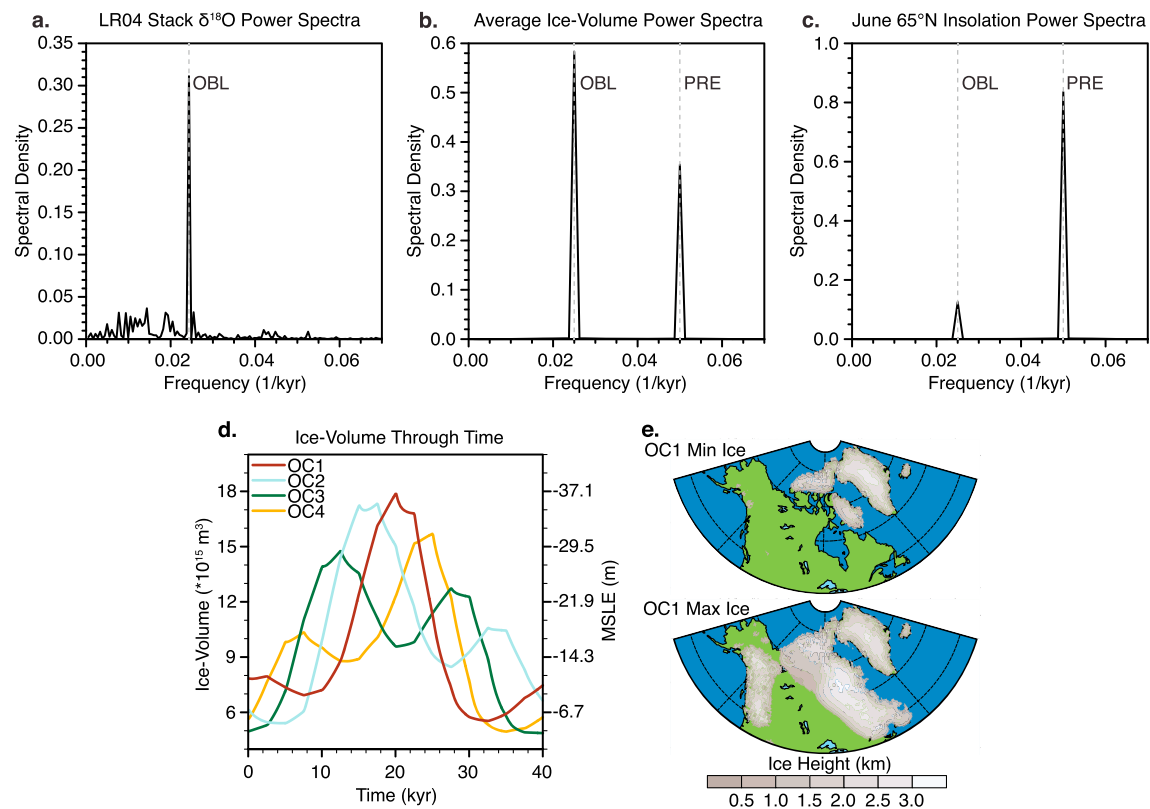 a. LR04 Stack δ¹⁸O Power Spectra
0.35
0.30
0.25
0.20
0.15
0.10
0.05
0.00
Spectral Density
OBL
0.00 0.02 0.04 0.06
Frequency (1/kyr)
b. Average Ice-Volume Power Spectra
0.6
0.5
0.4
0.3
0.2
0.1
0.0
Spectral Density
OBL PRE
0.00 0.02 0.04 0.06
Frequency (1/kyr)
c. June 65°N Insolation Power Spectra
1.0
0.8
0.6
0.4
0.2
0.0
Spectral Density
OBL PRE
0.00 0.02 0.04 0.06
Frequency (1/kyr)
d. Ice-Volume Through Time
OC1
OC2
OC3
OC4
18
15
12
9
6
Ice-Volume (*10¹⁵ m³)
-37.1
-29.5
-21.9
-14.3
-6.7
MSLE (m)
0 10 20 30 40
Time (kyr)
e.
OC1 Min Ice
OC1 Max Ice
Ice Height (km)
0.5 1.0 1.5 2.0 2.5 3.0